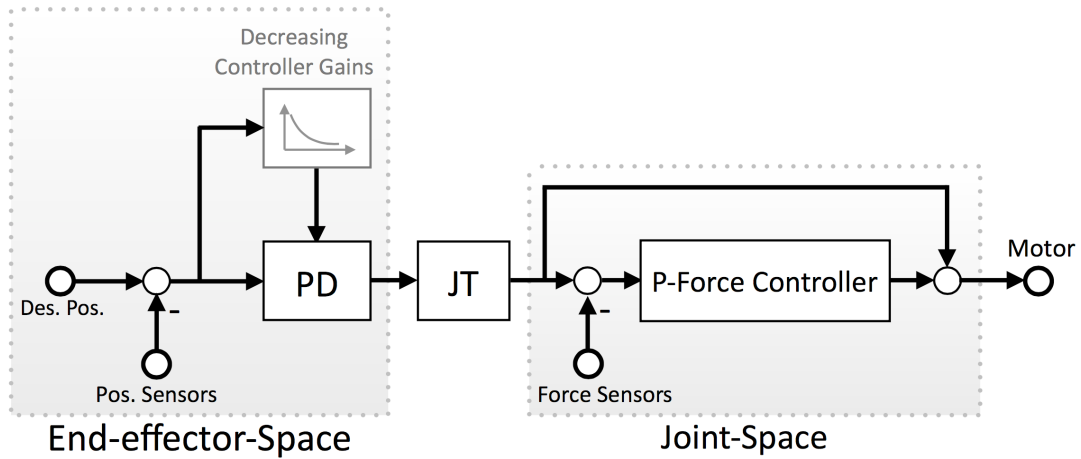 Decreasing
Controller Gains
PD
JT
P-Force Controller
Motor
Des. Pos.
-
-
Pos. Sensors
Force Sensors
End-effector-Space
Joint-Space